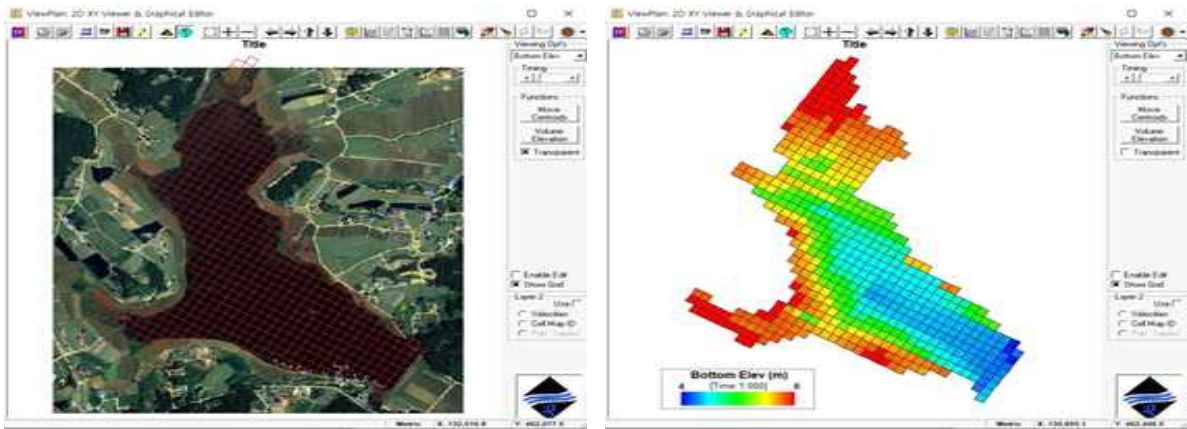 ViewPlan: 2D XY Viewer & Graphical Editor
Title
Viewing Opt's
Bottom Elev
Timing
Functions
Move
Centroids
Volume
Elevation
Transparent
Enable Edit
Show Grid
Layer 2
Velocities
Cell Map ID
Metric
ViewPlan: 2D XY Viewer & Graphical Editor
Title
Viewing Opt's
Bottom Elev
Timing
Functions
Move
Centroids
Volume
Elevation
Transparent
Enable Edit
Show Grid
Layer 2
Velocities
Cell Map ID
Bottom Elev (m)
[Time 1.000]
Metric